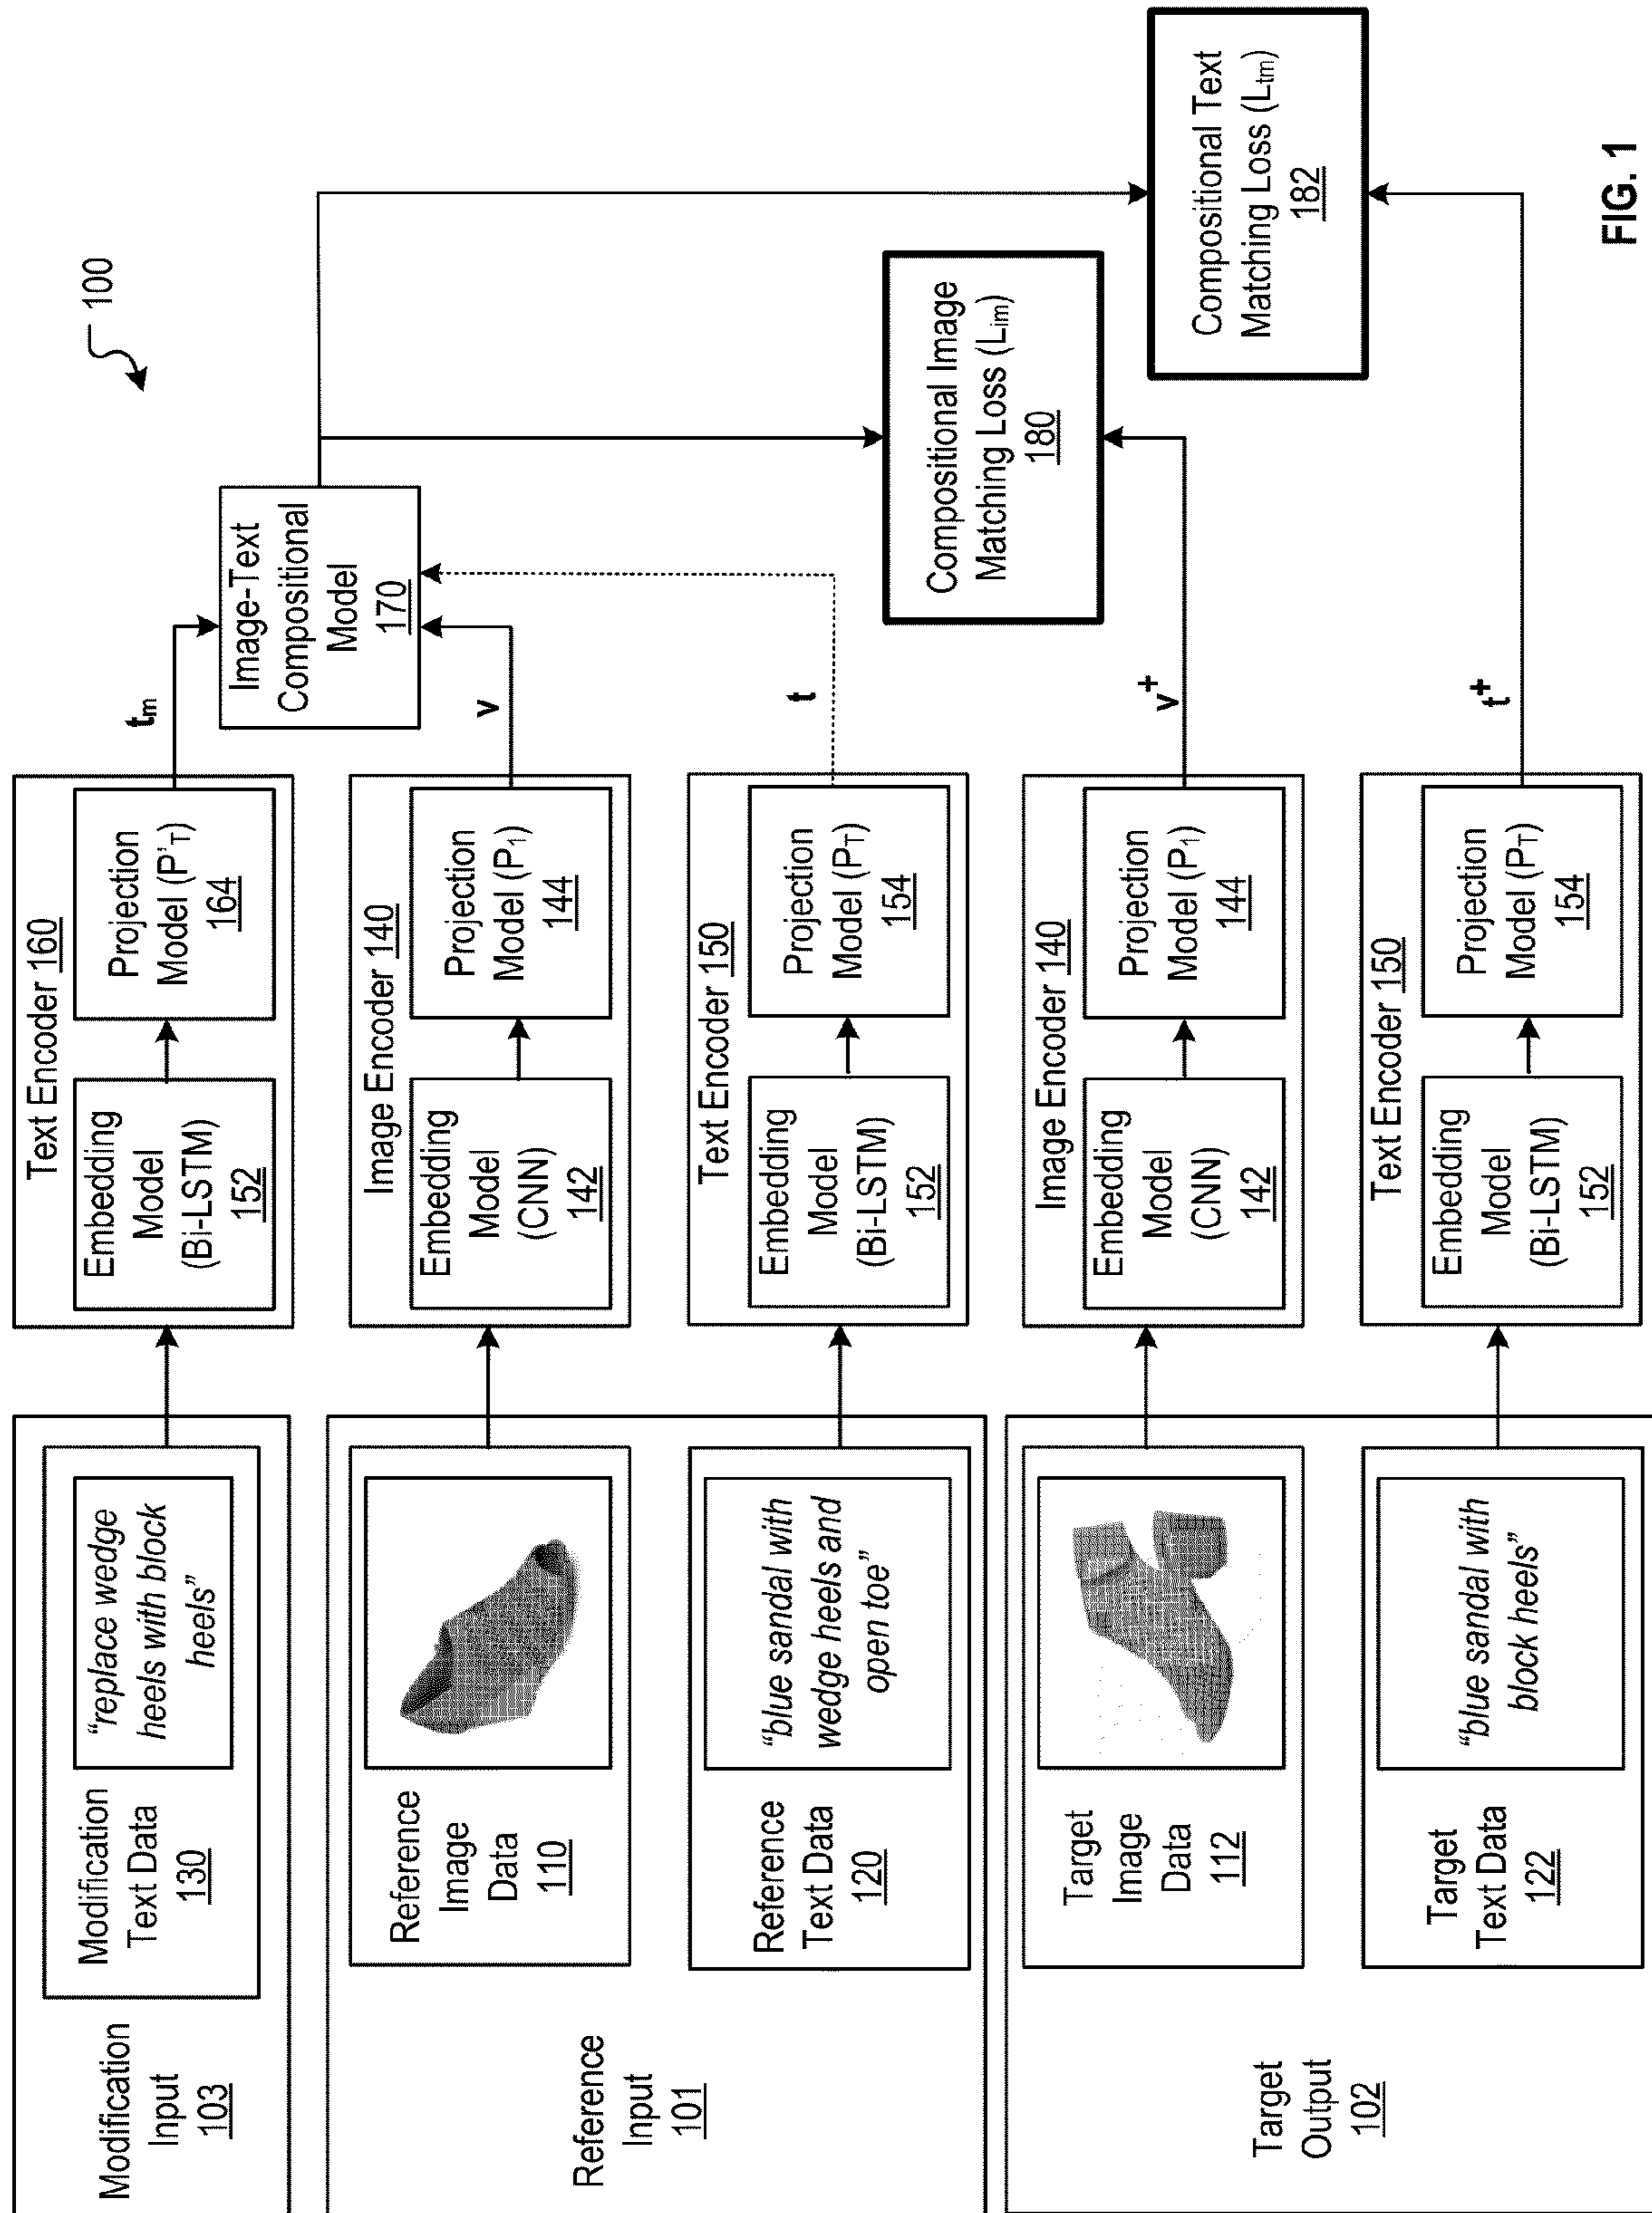 100
Modification
Input
103
Modification
Text Data
130
“replace wedge
heels with block
heels”
Text Encoder 160
Embedding
Model
(Bi-LSTM)
152
Projection
Model (P'T)
164
tm
Image-Text
Compositional
Model
170
Reference
Input
101
Reference
Image
Data
110
Image Encoder 140
Embedding
Model
(CNN)
142
Projection
Model (P1)
144
v
Reference
Text Data
120
“blue sandal with
wedge heels and
open toe”
Text Encoder 150
Embedding
Model
(Bi-LSTM)
152
Projection
Model (PT)
154
t
Compositional Image
Matching Loss (Lim)
180
Target
Output
102
Target
Image
Data
112
Image Encoder 140
Embedding
Model
(CNN)
142
Projection
Model (P1)
144
v+
Compositional Text
Matching Loss (Ltm)
182
Target
Text Data
122
“blue sandal with
block heels”
Text Encoder 150
Embedding
Model
(Bi-LSTM)
152
Projection
Model (PT)
154
t+
FIG. 1